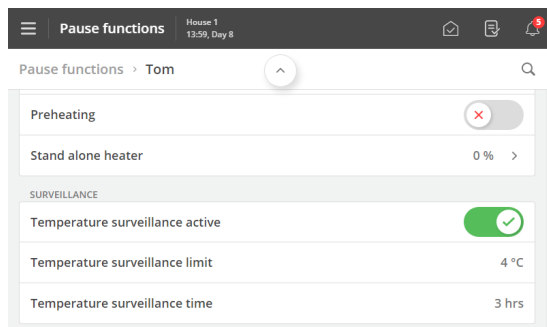 Pause functions
House 1
13:59, Day 8
5
Pause functions > Tom
Preheating
Stand alone heater 0 % >
SURVEILLANCE
Temperature surveillance active
Temperature surveillance limit 4 °C
Temperature surveillance time 3 hrs